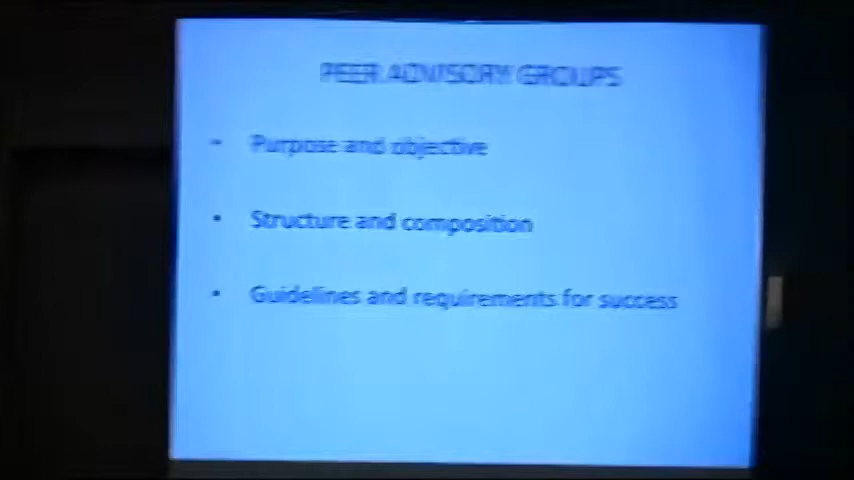 PEER ADVISORY GROUPS
• Purpose and objective
• Structure and composition
• Guidelines and requirements for success